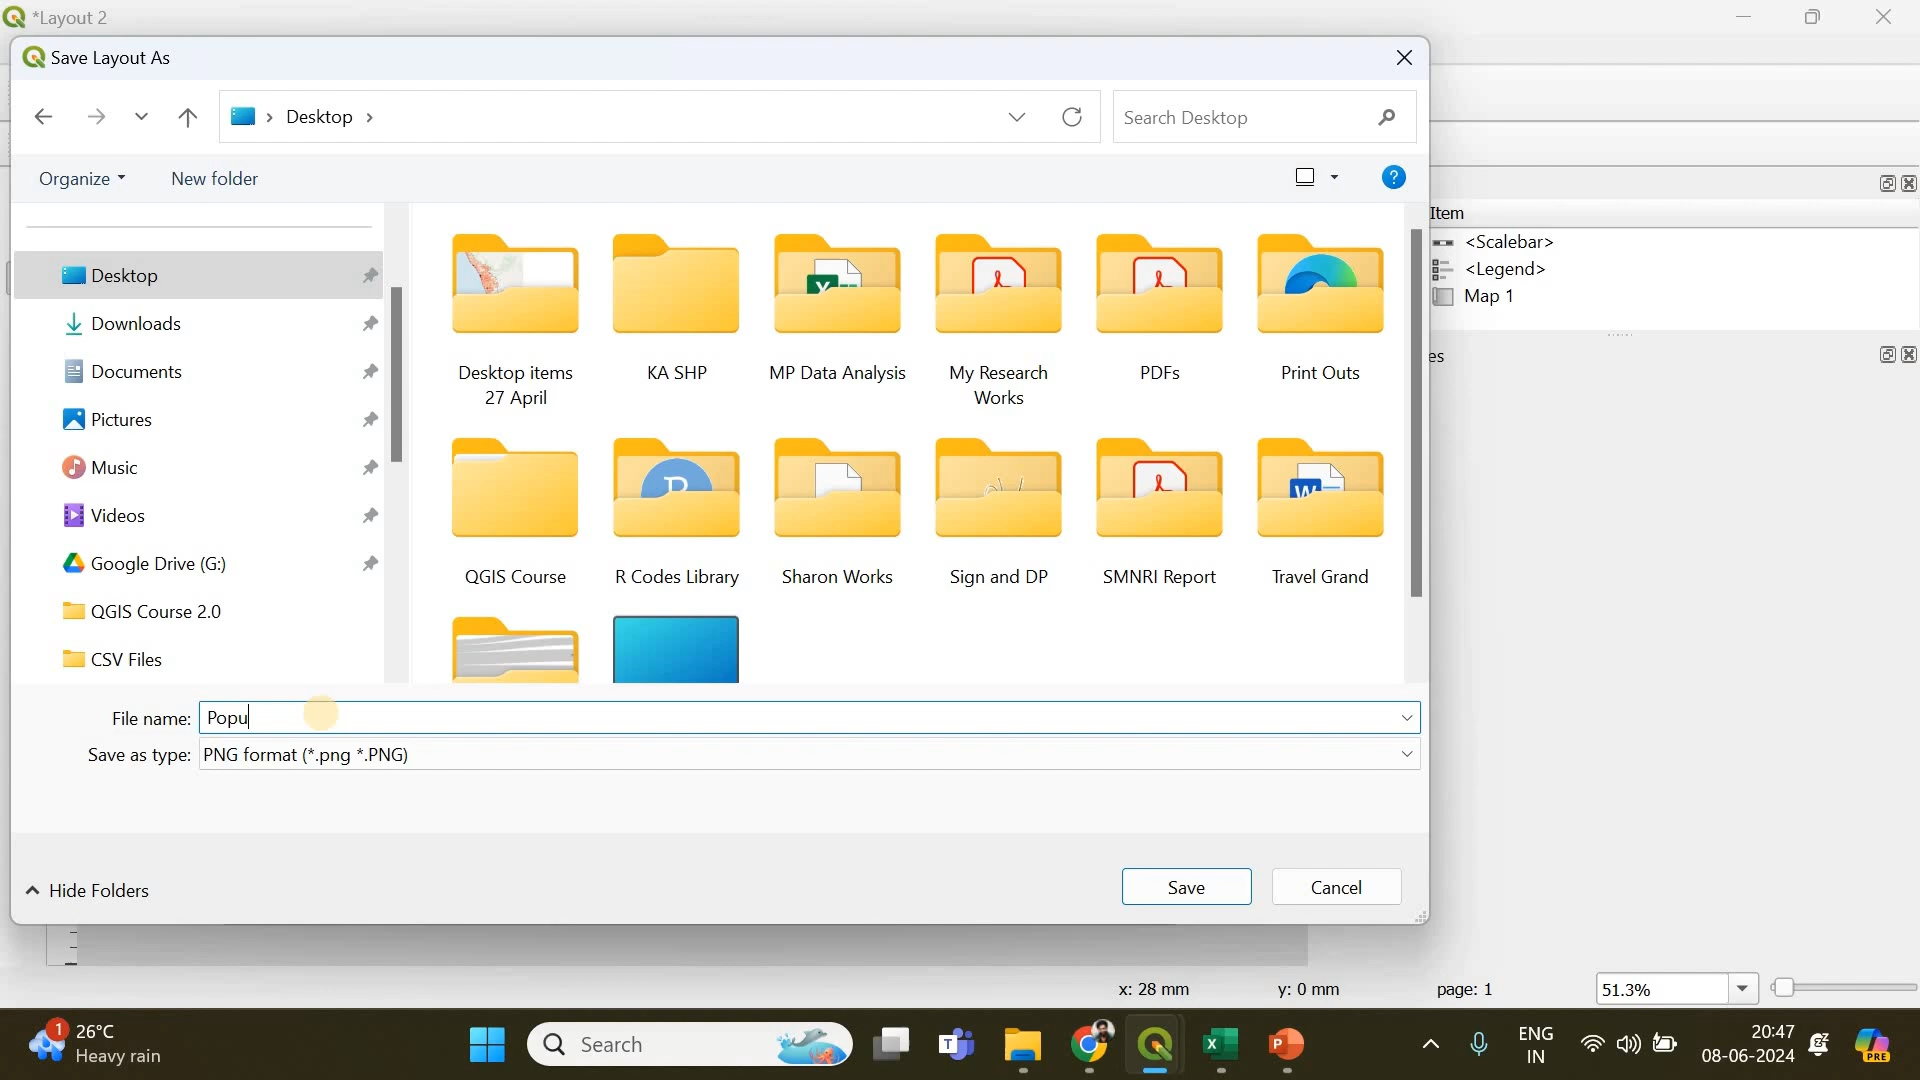 *Layout 2
Save Layout As
Desktop
Search Desktop
Organize
New folder
Desktop
Downloads
Documents
Pictures
Music
Videos
Google Drive (G:)
QGIS Course 2.0
CSV Files
Desktop items
27 April
KA SHP
MP Data Analysis
My Research
Works
PDFs
Print Outs
QGIS Course
R Codes Library
Sharon Works
Sign and DP
SMNRI Report
Travel Grand
File name: Popu
Save as type: PNG format (*.png *.PNG)
Hide Folders
Save
Cancel
Item
<Scalebar>
<Legend>
Map 1
es
x: 28 mm
y: 0 mm
page: 1
51.3%
1
26°C
Heavy rain
Search
ENG
IN
20:47
08-06-2024
PRE